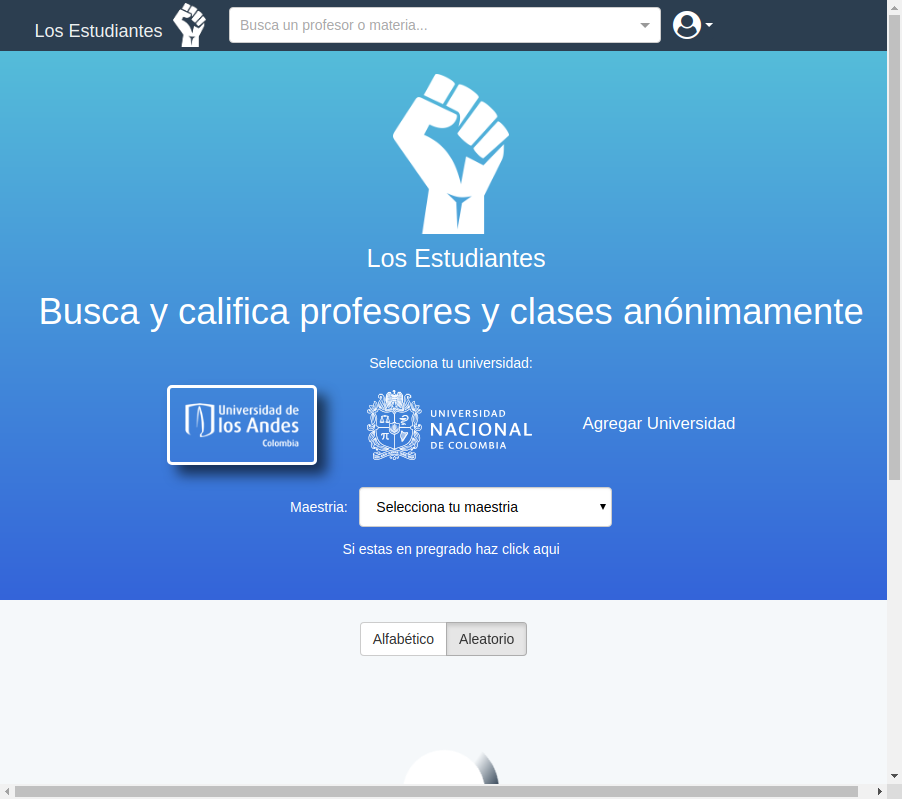 Los Estudiantes
Busca un profesor o materia...
Los Estudiantes
Busca y califica profesores y clases anónimamente
Selecciona tu universidad:
Universidad de
los Andes
Colombia
UNIVERSIDAD
NACIONAL
DE COLOMBIA
Agregar Universidad
Maestria:
Selecciona tu maestria
Si estas en pregrado haz click aqui
Alfabético
Aleatorio